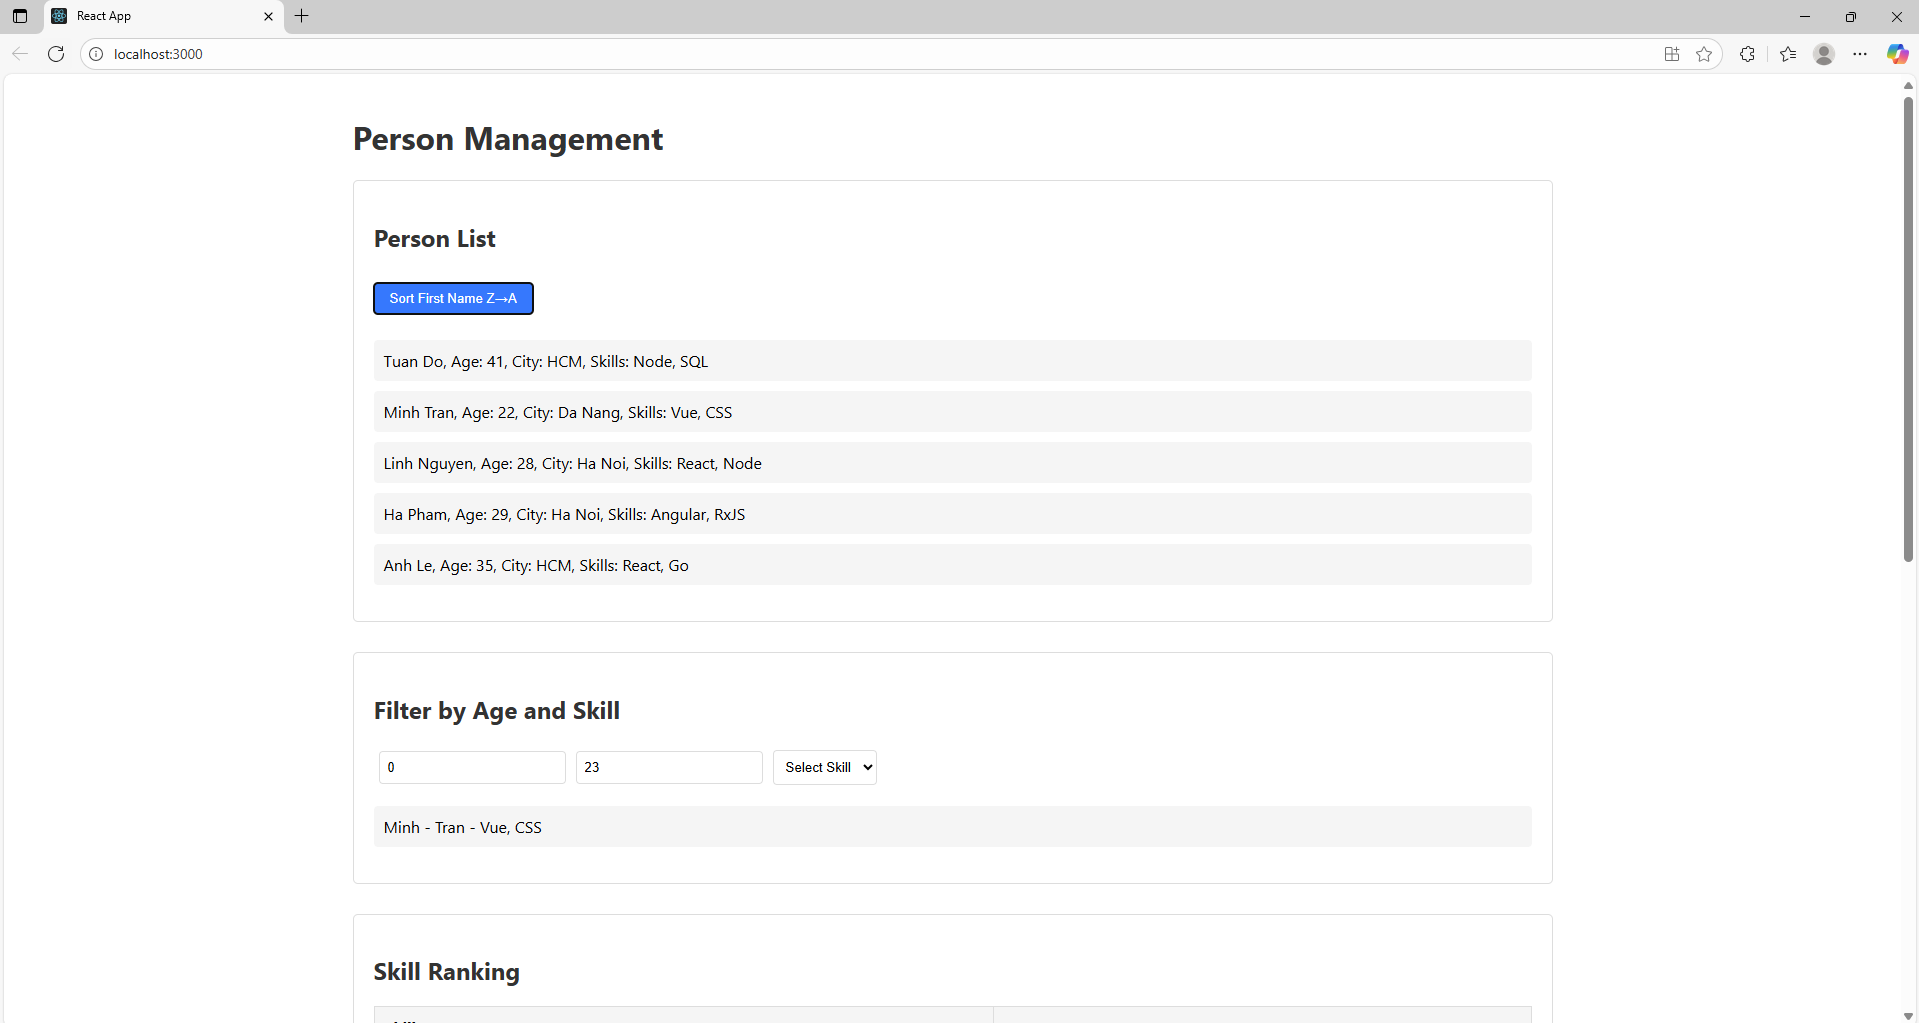 React App
localhost:3000
Person Management
Person List
Sort First Name Z→A
Tuan Do, Age: 41, City: HCM, Skills: Node, SQL
Minh Tran, Age: 22, City: Da Nang, Skills: Vue, CSS
Linh Nguyen, Age: 28, City: Ha Noi, Skills: React, Node
Ha Pham, Age: 29, City: Ha Noi, Skills: Angular, RxJS
Anh Le, Age: 35, City: HCM, Skills: React, Go
Filter by Age and Skill
0 23 Select Skill
Minh - Tran - Vue, CSS
Skill Ranking